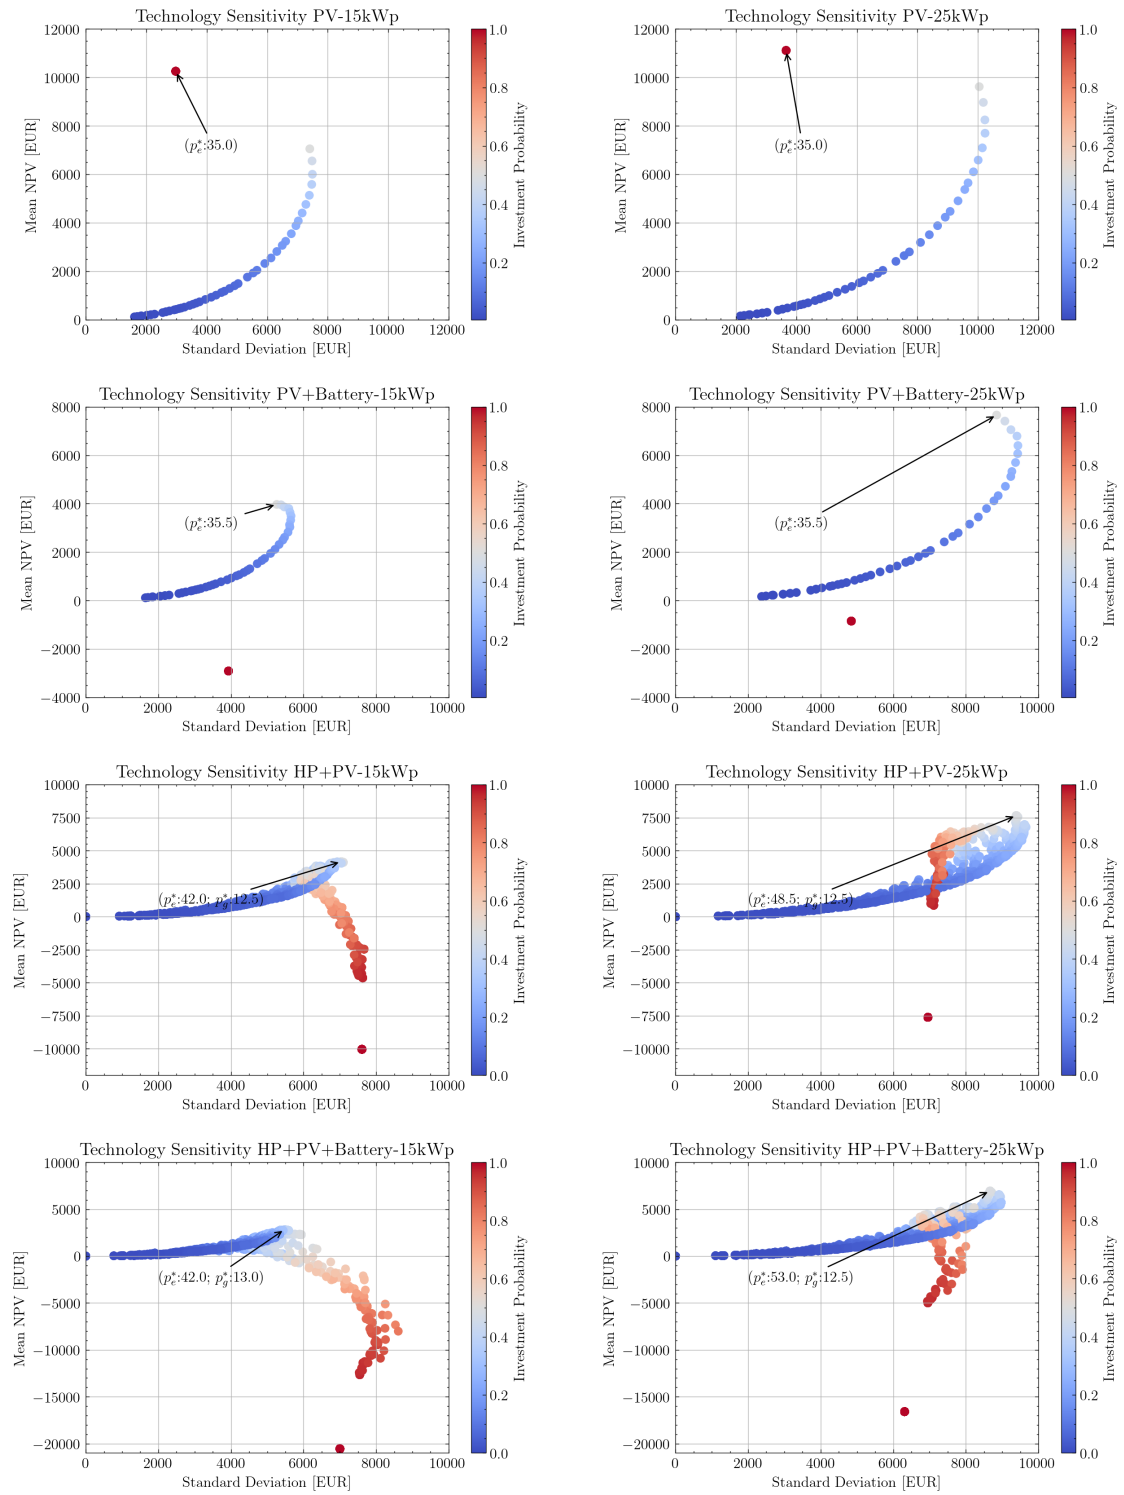 Technology Sensitivity PV-15kWp
12000
10000
8000
6000
4000
2000
0
Mean NPV [EUR]
(p*e:35.0)
0 2000 4000 6000 8000 10000 12000
Standard Deviation [EUR]
1.0
0.8
0.6
0.4
0.2
Investment Probability
Technology Sensitivity PV-25kWp
12000
10000
8000
6000
4000
2000
0
Mean NPV [EUR]
(p*e:35.0)
0 2000 4000 6000 8000 10000 12000
Standard Deviation [EUR]
1.0
0.8
0.6
0.4
0.2
Investment Probability
Technology Sensitivity PV+Battery-15kWp
8000
6000
4000
2000
0
−2000
−4000
Mean NPV [EUR]
(p*e:35.5)
0 2000 4000 6000 8000 10000
Standard Deviation [EUR]
1.0
0.8
0.6
0.4
0.2
Investment Probability
Technology Sensitivity PV+Battery-25kWp
8000
6000
4000
2000
0
−2000
−4000
Mean NPV [EUR]
(p*e:35.5)
0 2000 4000 6000 8000 10000
Standard Deviation [EUR]
1.0
0.8
0.6
0.4
0.2
Investment Probability
Technology Sensitivity HP+PV-15kWp
10000
7500
5000
2500
0
−2500
−5000
−7500
−10000
Mean NPV [EUR]
(p*e:42.0; p*g:12.5)
0 2000 4000 6000 8000 10000
Standard Deviation [EUR]
1.0
0.8
0.6
0.4
0.2
0.0
Investment Probability
Technology Sensitivity HP+PV-25kWp
10000
7500
5000
2500
0
−2500
−5000
−7500
−10000
Mean NPV [EUR]
(p*e:48.5; p*g:12.5)
0 2000 4000 6000 8000 10000
Standard Deviation [EUR]
1.0
0.8
0.6
0.4
0.2
0.0
Investment Probability
Technology Sensitivity HP+PV+Battery-15kWp
10000
5000
0
−5000
−10000
−15000
−20000
Mean NPV [EUR]
(p*e:42.0; p*g:13.0)
0 2000 4000 6000 8000 10000
Standard Deviation [EUR]
1.0
0.8
0.6
0.4
0.2
0.0
Investment Probability
Technology Sensitivity HP+PV+Battery-25kWp
10000
5000
0
−5000
−10000
−15000
−20000
Mean NPV [EUR]
(p*e:53.0; p*g:12.5)
0 2000 4000 6000 8000 10000
Standard Deviation [EUR]
1.0
0.8
0.6
0.4
0.2
0.0
Investment Probability